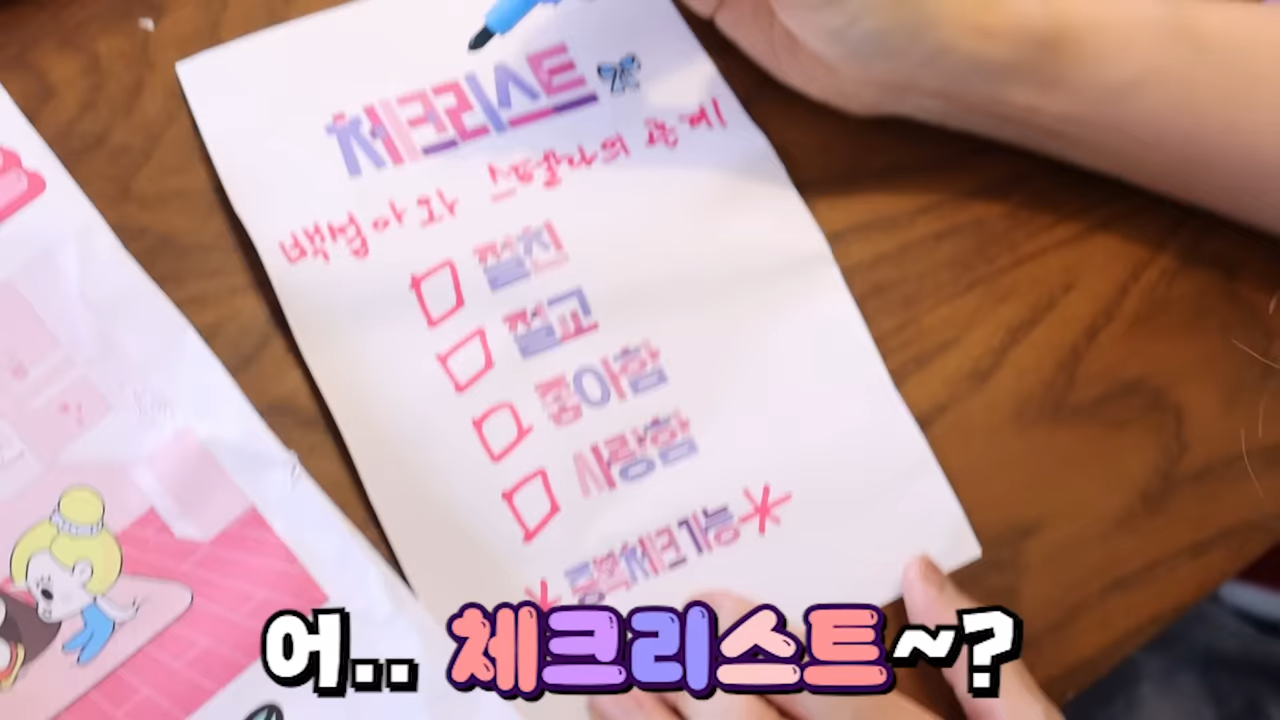 체크리스트
백설아와 스텔라의 관계
절친
절교
좋아함
사랑함
*중복체크가능*
어.. 체크리스트~?